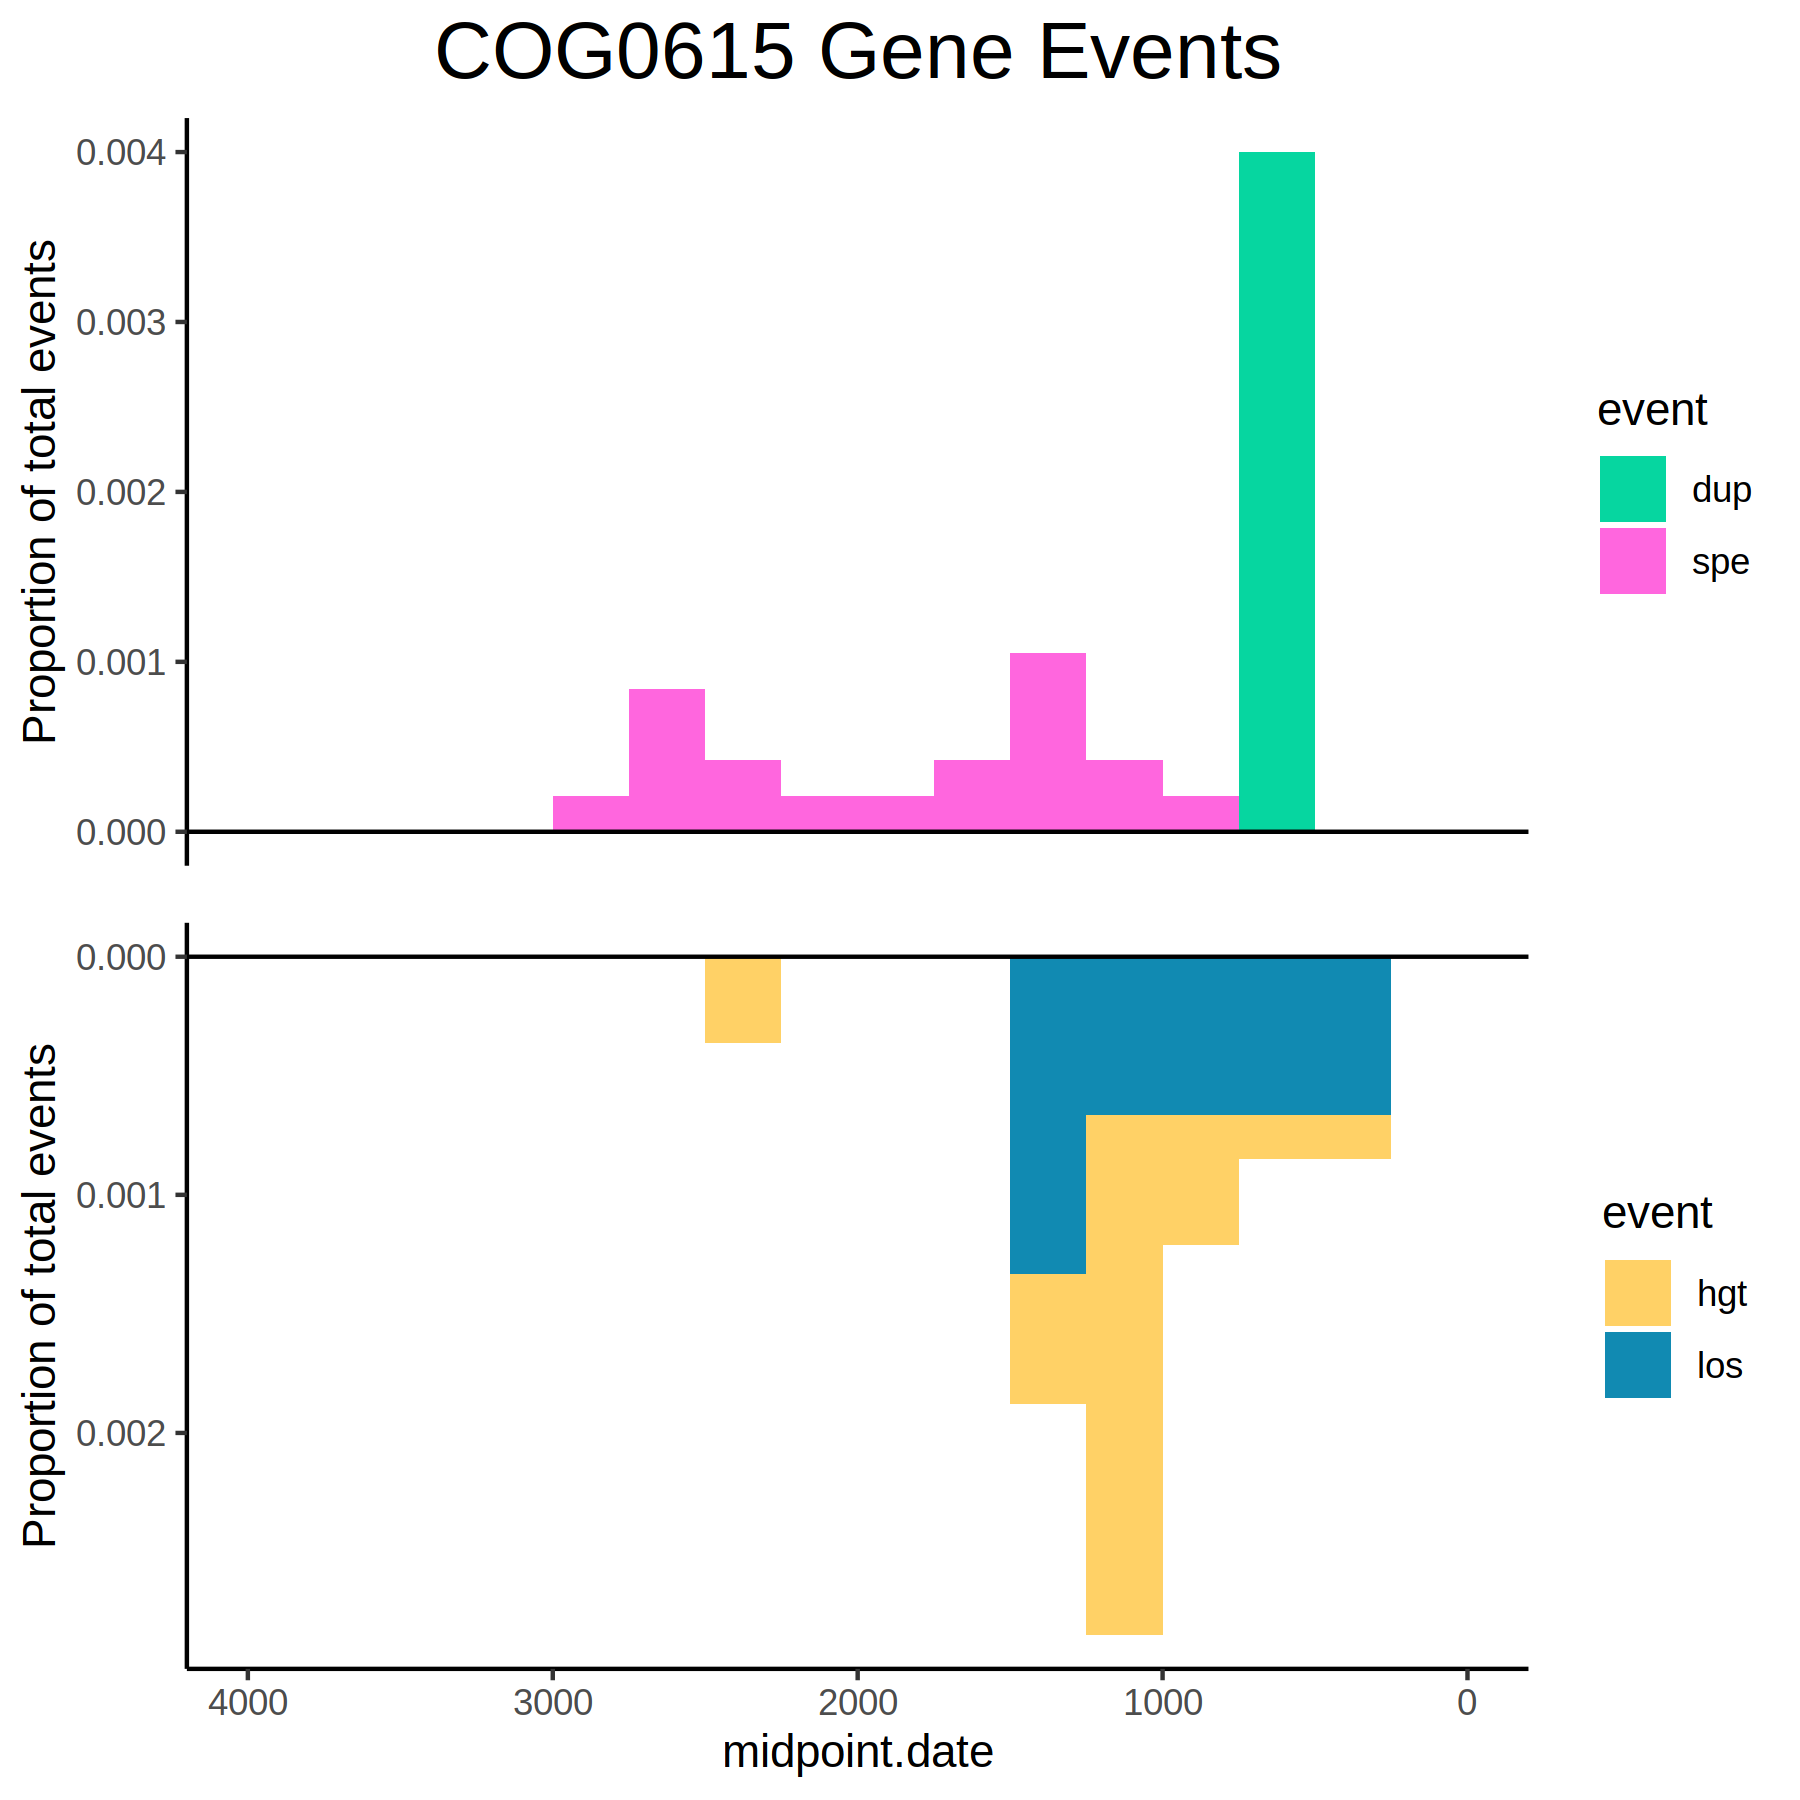 COG0615 Gene Events
Proportion of total events
0.004
0.003
0.002
0.001
0.000
event
dup
spe
Proportion of total events
0.000
0.001
0.002
event
hgt
los
4000
3000
2000
1000
0
midpoint.date